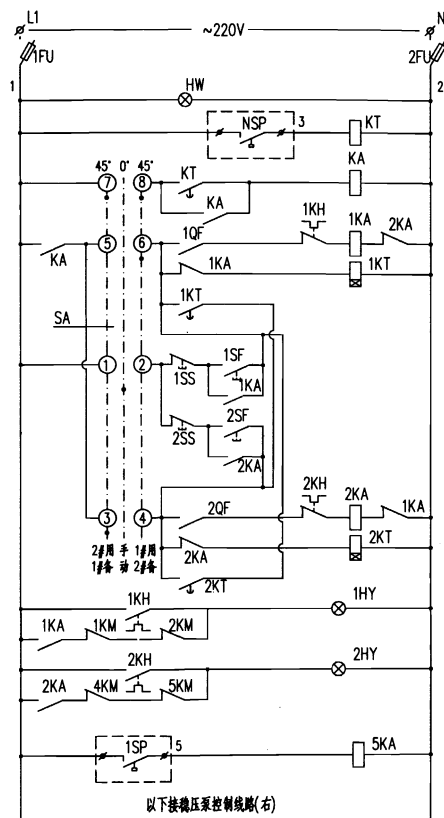 L1 ~220V N
1FU 2FU
1 2
HW
NSP 3 KT
45° 0° 45° KA
7 8 KT
KA
KA 5 6 1QF 1KH 1KA 2KA
1KA 1KT
1KT
SA
1 2 1SS 1SF
1KA
2SS 2SF
2KA
3 4 2QF 2KH 2KA 1KA
2KA 2KT
2#用 手 1#用
1#备 动 2#备
2KT
1KH 1HY
1KA 1KM 2KM
2KH 2HY
2KA 4KM 5KM
1SP 5 5KA
以下接稳压泵控制线路(右)